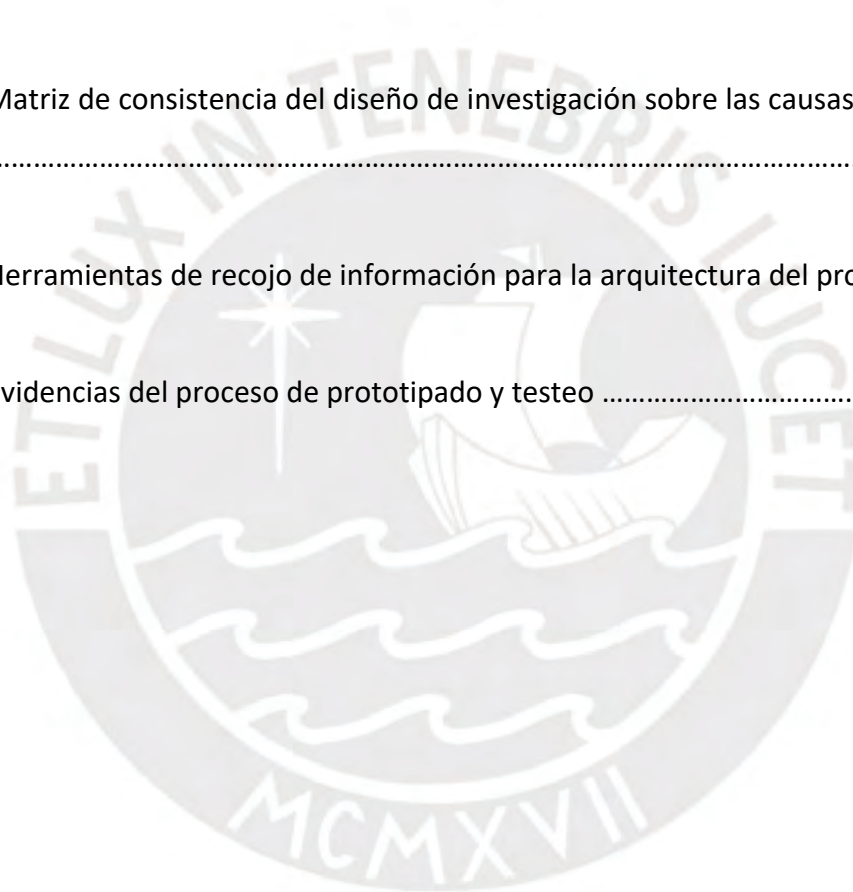 Matriz de consistencia del diseño de investigación sobre las causas
……………………………………………………………………………………
Herramientas de recojo de información para la arquitectura del pro
videncias del proceso de prototipado y testeo ……………………………
ET LUX IN TENEBRIS LUCET
MCMXVII